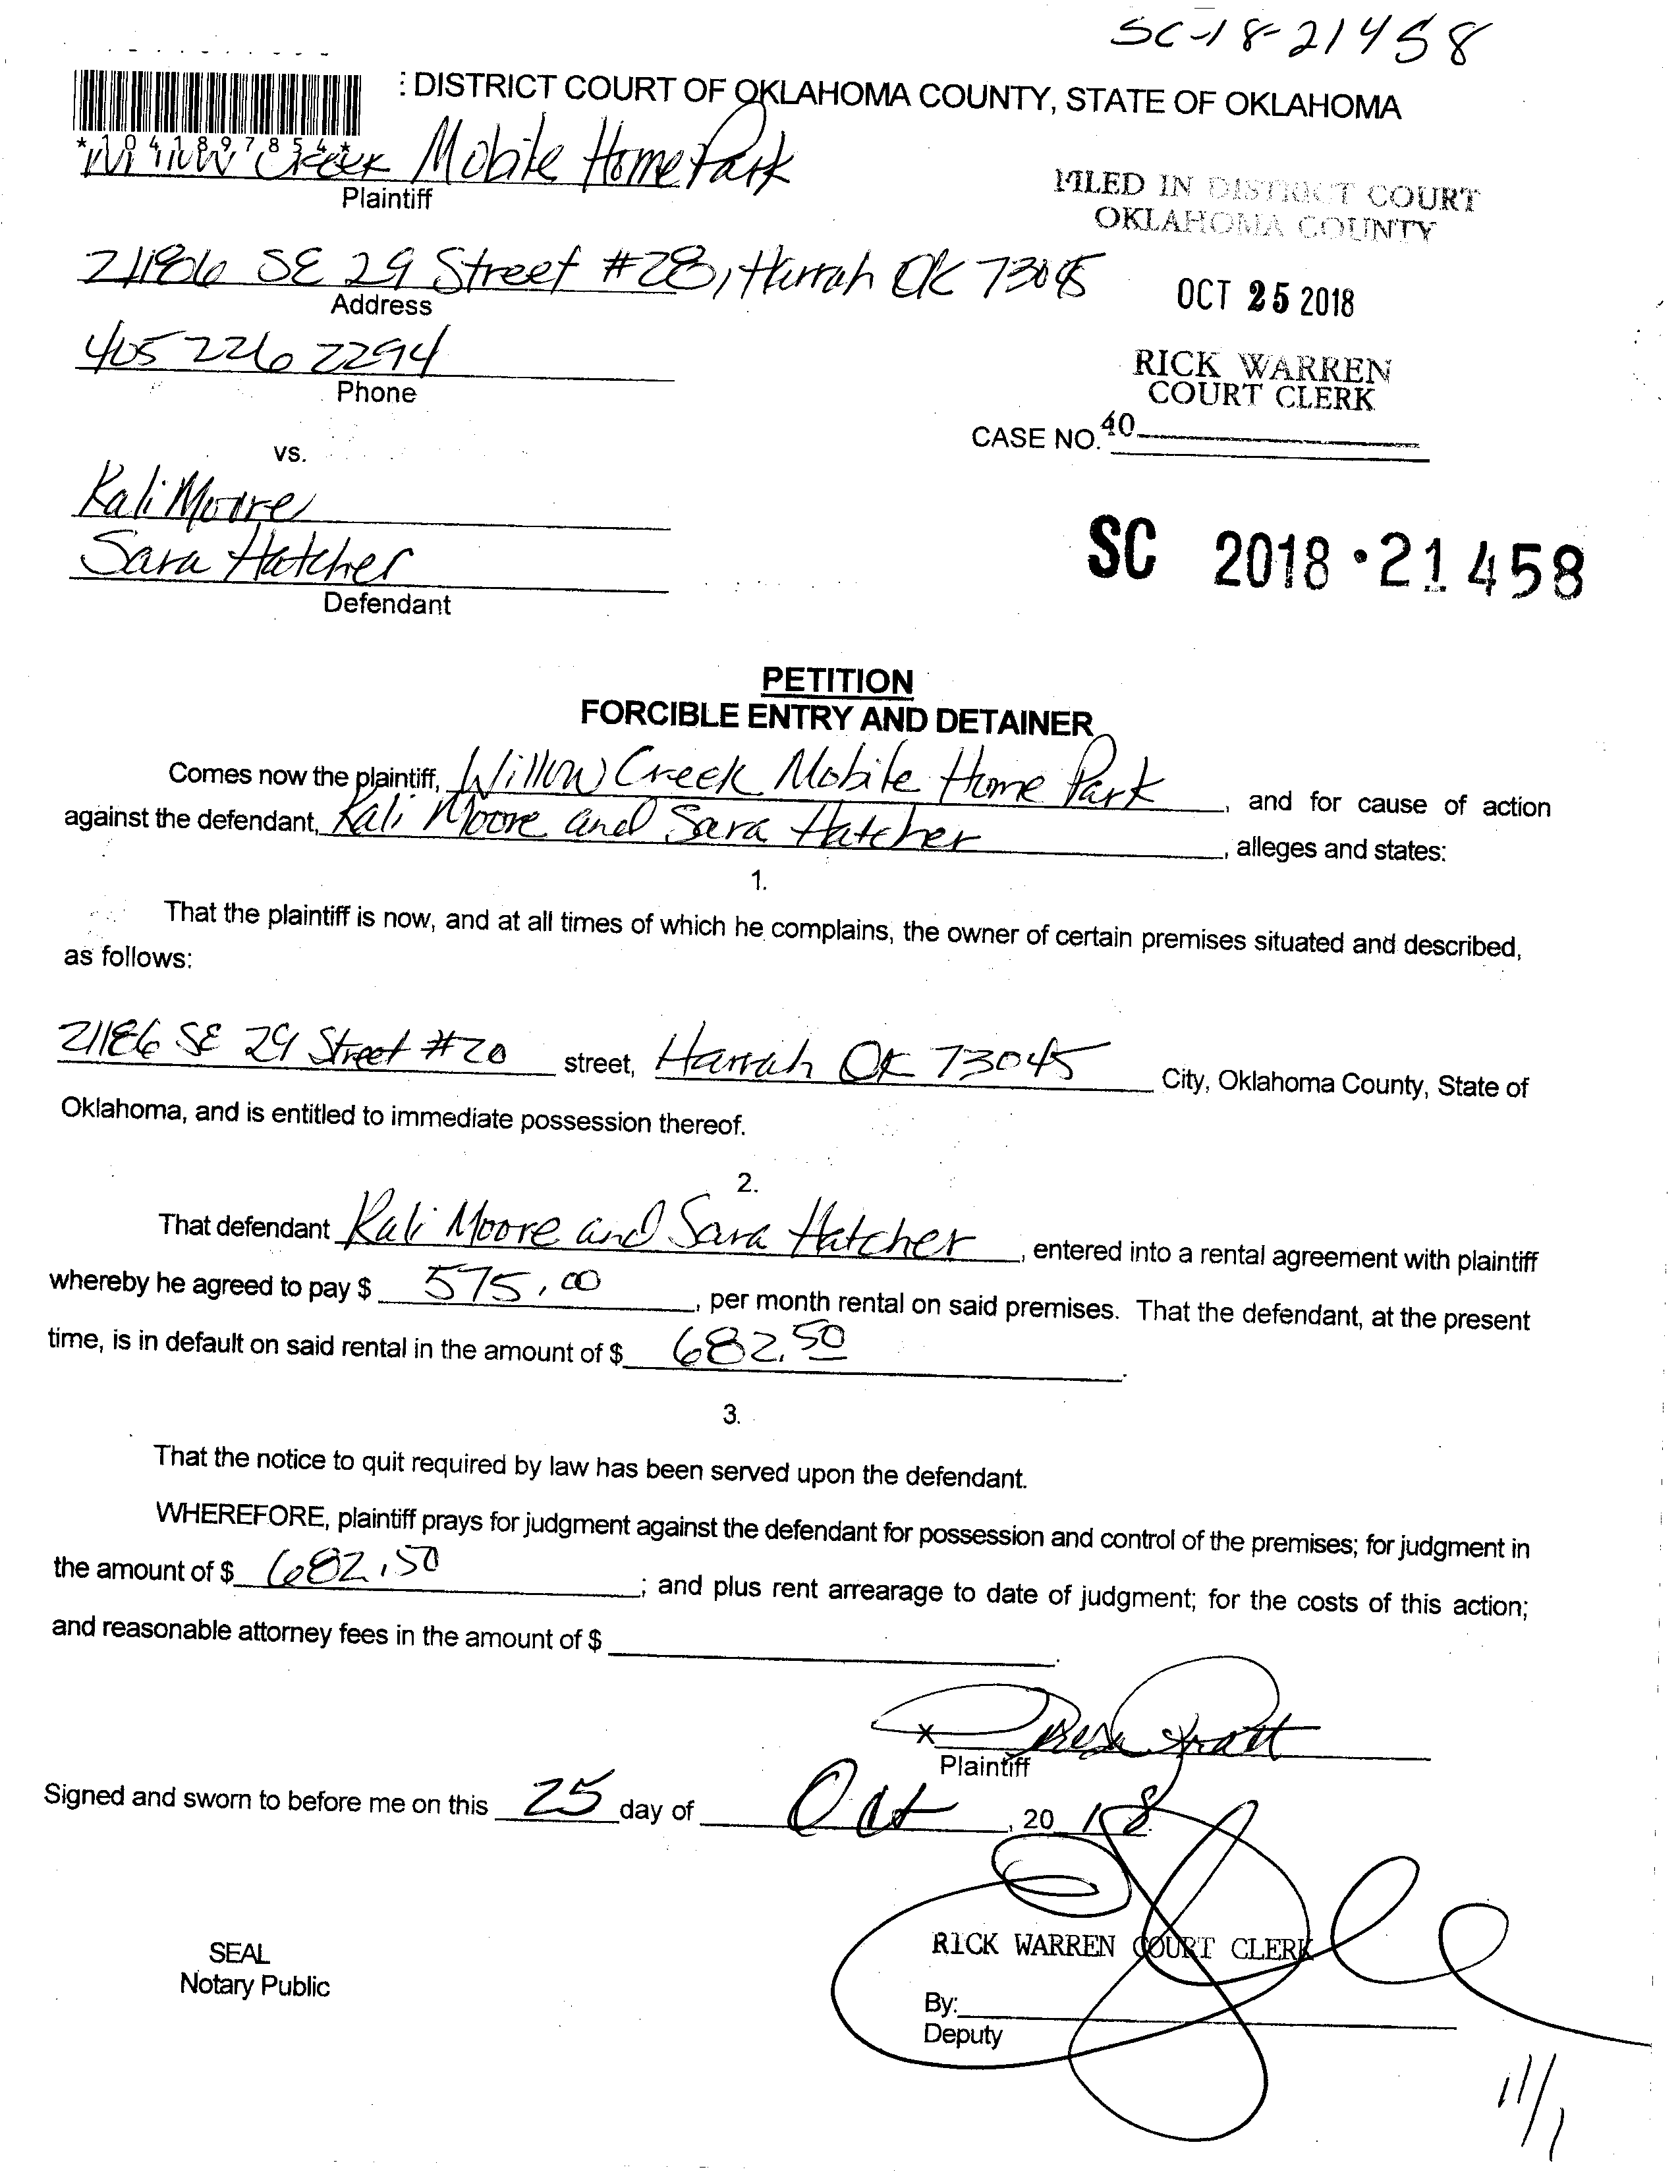 SC-18-21458
: DISTRICT COURT OF OKLAHOMA COUNTY, STATE OF OKLAHOMA
*1041897854*
Willow Creek Mobile Home Park
Plaintiff
FILED IN DISTRICT COURT
OKLAHOMA COUNTY
21186 SE 29 Street #28, Harrah OK 73045
Address
OCT 25 2018
405 226 2294
Phone
RICK WARREN
COURT CLERK
CASE NO. 40
vs.
Kali Moore
Sara Hatcher
Defendant
SC 2018-21458
PETITION
FORCIBLE ENTRY AND DETAINER
Comes now the plaintiff, Willow Creek Mobile Home Park, and for cause of action
against the defendant, Kali Moore and Sara Hatcher, alleges and states:
1.
That the plaintiff is now, and at all times of which he complains, the owner of certain premises situated and described,
as follows:
21186 SE 29 Street #20 street, Harrah OK 73045 City, Oklahoma County, State of
Oklahoma, and is entitled to immediate possession thereof.
2.
That defendant Kali Moore and Sara Hatcher, entered into a rental agreement with plaintiff
whereby he agreed to pay $ 575.00, per month rental on said premises. That the defendant, at the present
time, is in default on said rental in the amount of $ 682.50.
3.
That the notice to quit required by law has been served upon the defendant.
WHEREFORE, plaintiff prays for judgment against the defendant for possession and control of the premises; for judgment in
the amount of $ 682.50; and plus rent arrearage to date of judgment; for the costs of this action;
and reasonable attorney fees in the amount of $ .
x
Plaintiff
Signed and sworn to before me on this 25 day of Oct, 2018
RICK WARREN COURT CLERK
SEAL
Notary Public
By:
Deputy
11/1